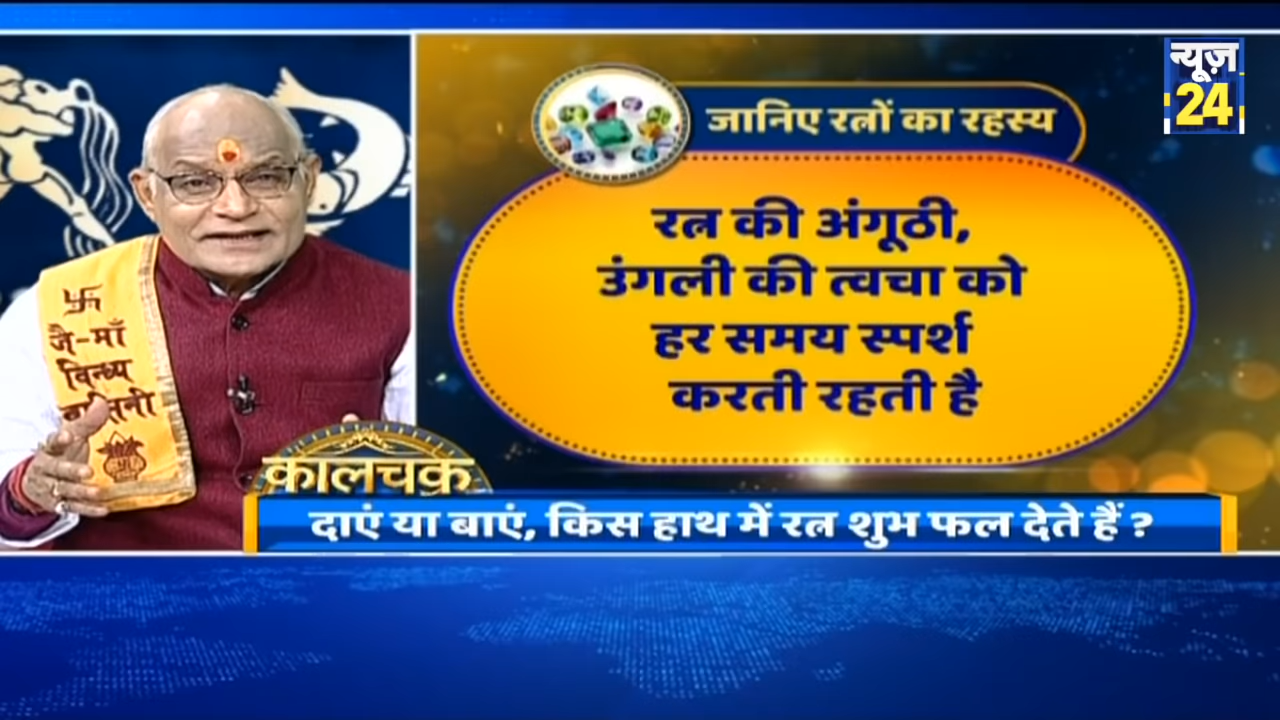 न्यूज़
24
जानिए रत्नों का रहस्य
रत्न की अंगूठी,
उंगली की त्वचा को
हर समय स्पर्श
करती रहती है
जै-माँ
विन्ध्य
कालचक्र
दाएं या बाएं, किस हाथ में रत्न शुभ फल देते हैं ?